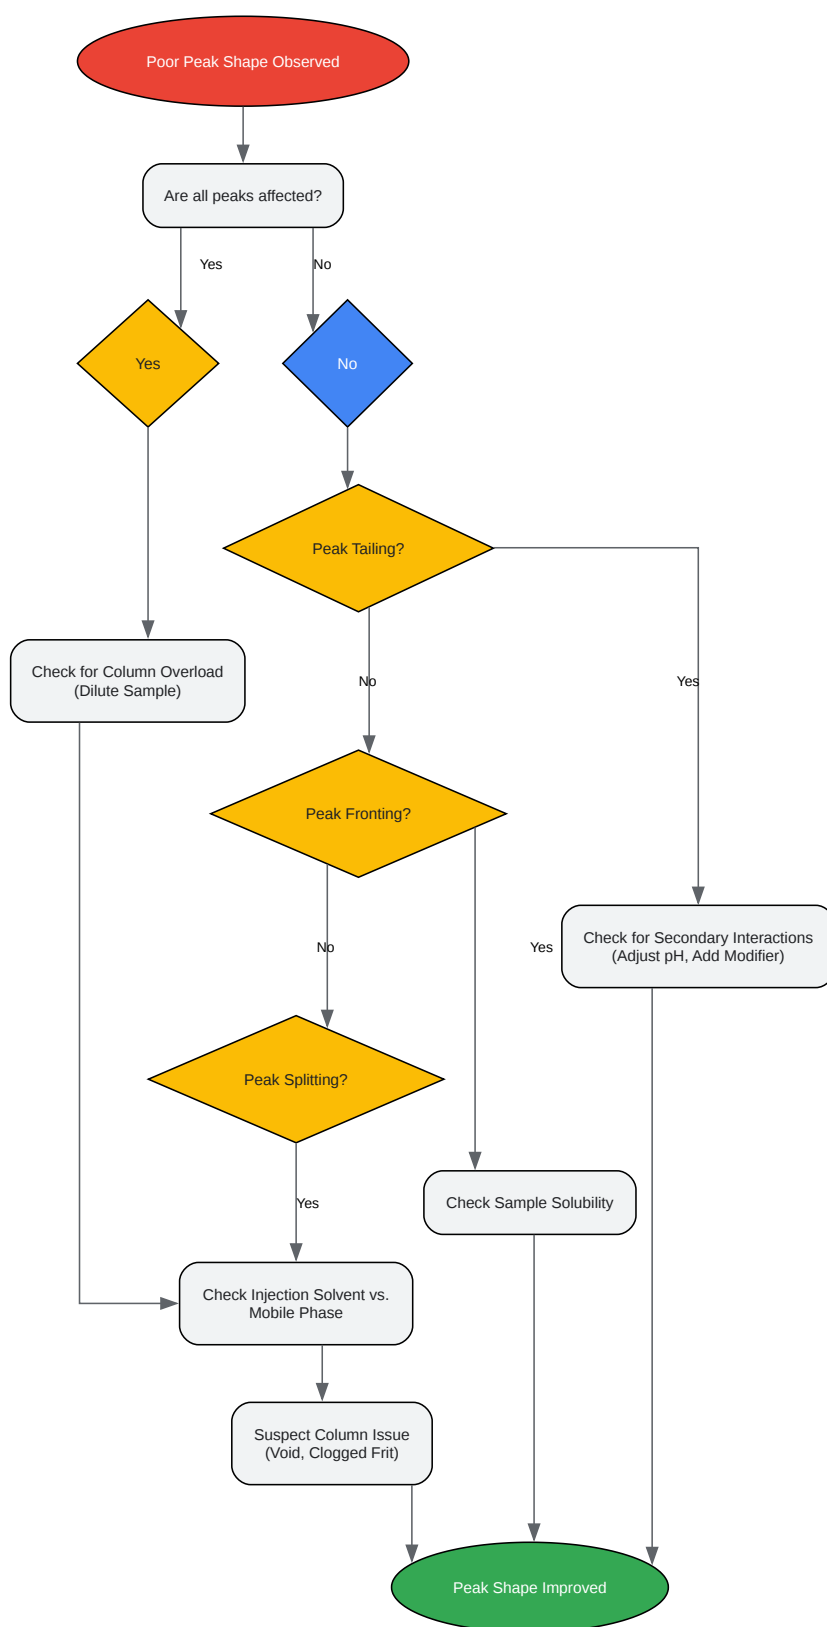 Poor Peak Shape Observed
Are all peaks affected?
Yes
No
Yes
No
Peak Tailing?
Check for Column Overload
(Dilute Sample)
No
Yes
Peak Fronting?
Check for Secondary Interactions
(Adjust pH, Add Modifier)
No
Yes
Peak Splitting?
Yes
Check Sample Solubility
Check Injection Solvent vs.
Mobile Phase
Suspect Column Issue
(Void, Clogged Frit)
Peak Shape Improved